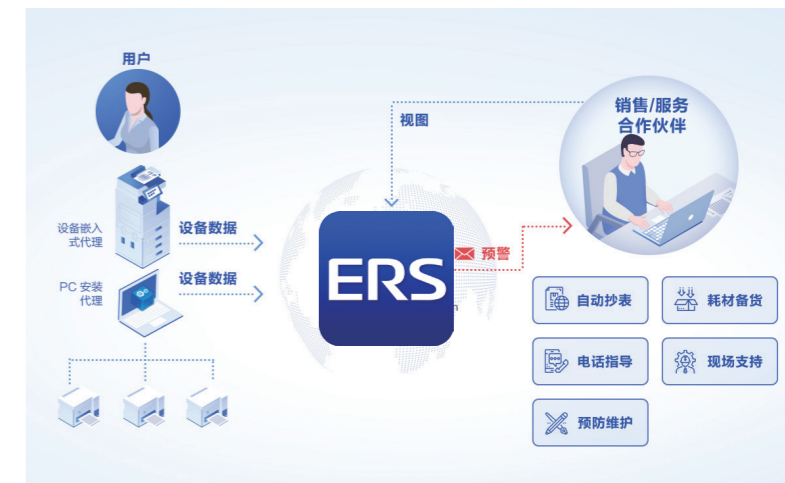 用户
设备嵌入
式代理
设备数据
PC 安装
代理
设备数据
视图
ERS
预警
销售/服务
合作伙伴
自动抄表
耗材备货
电话指导
现场支持
预防维护